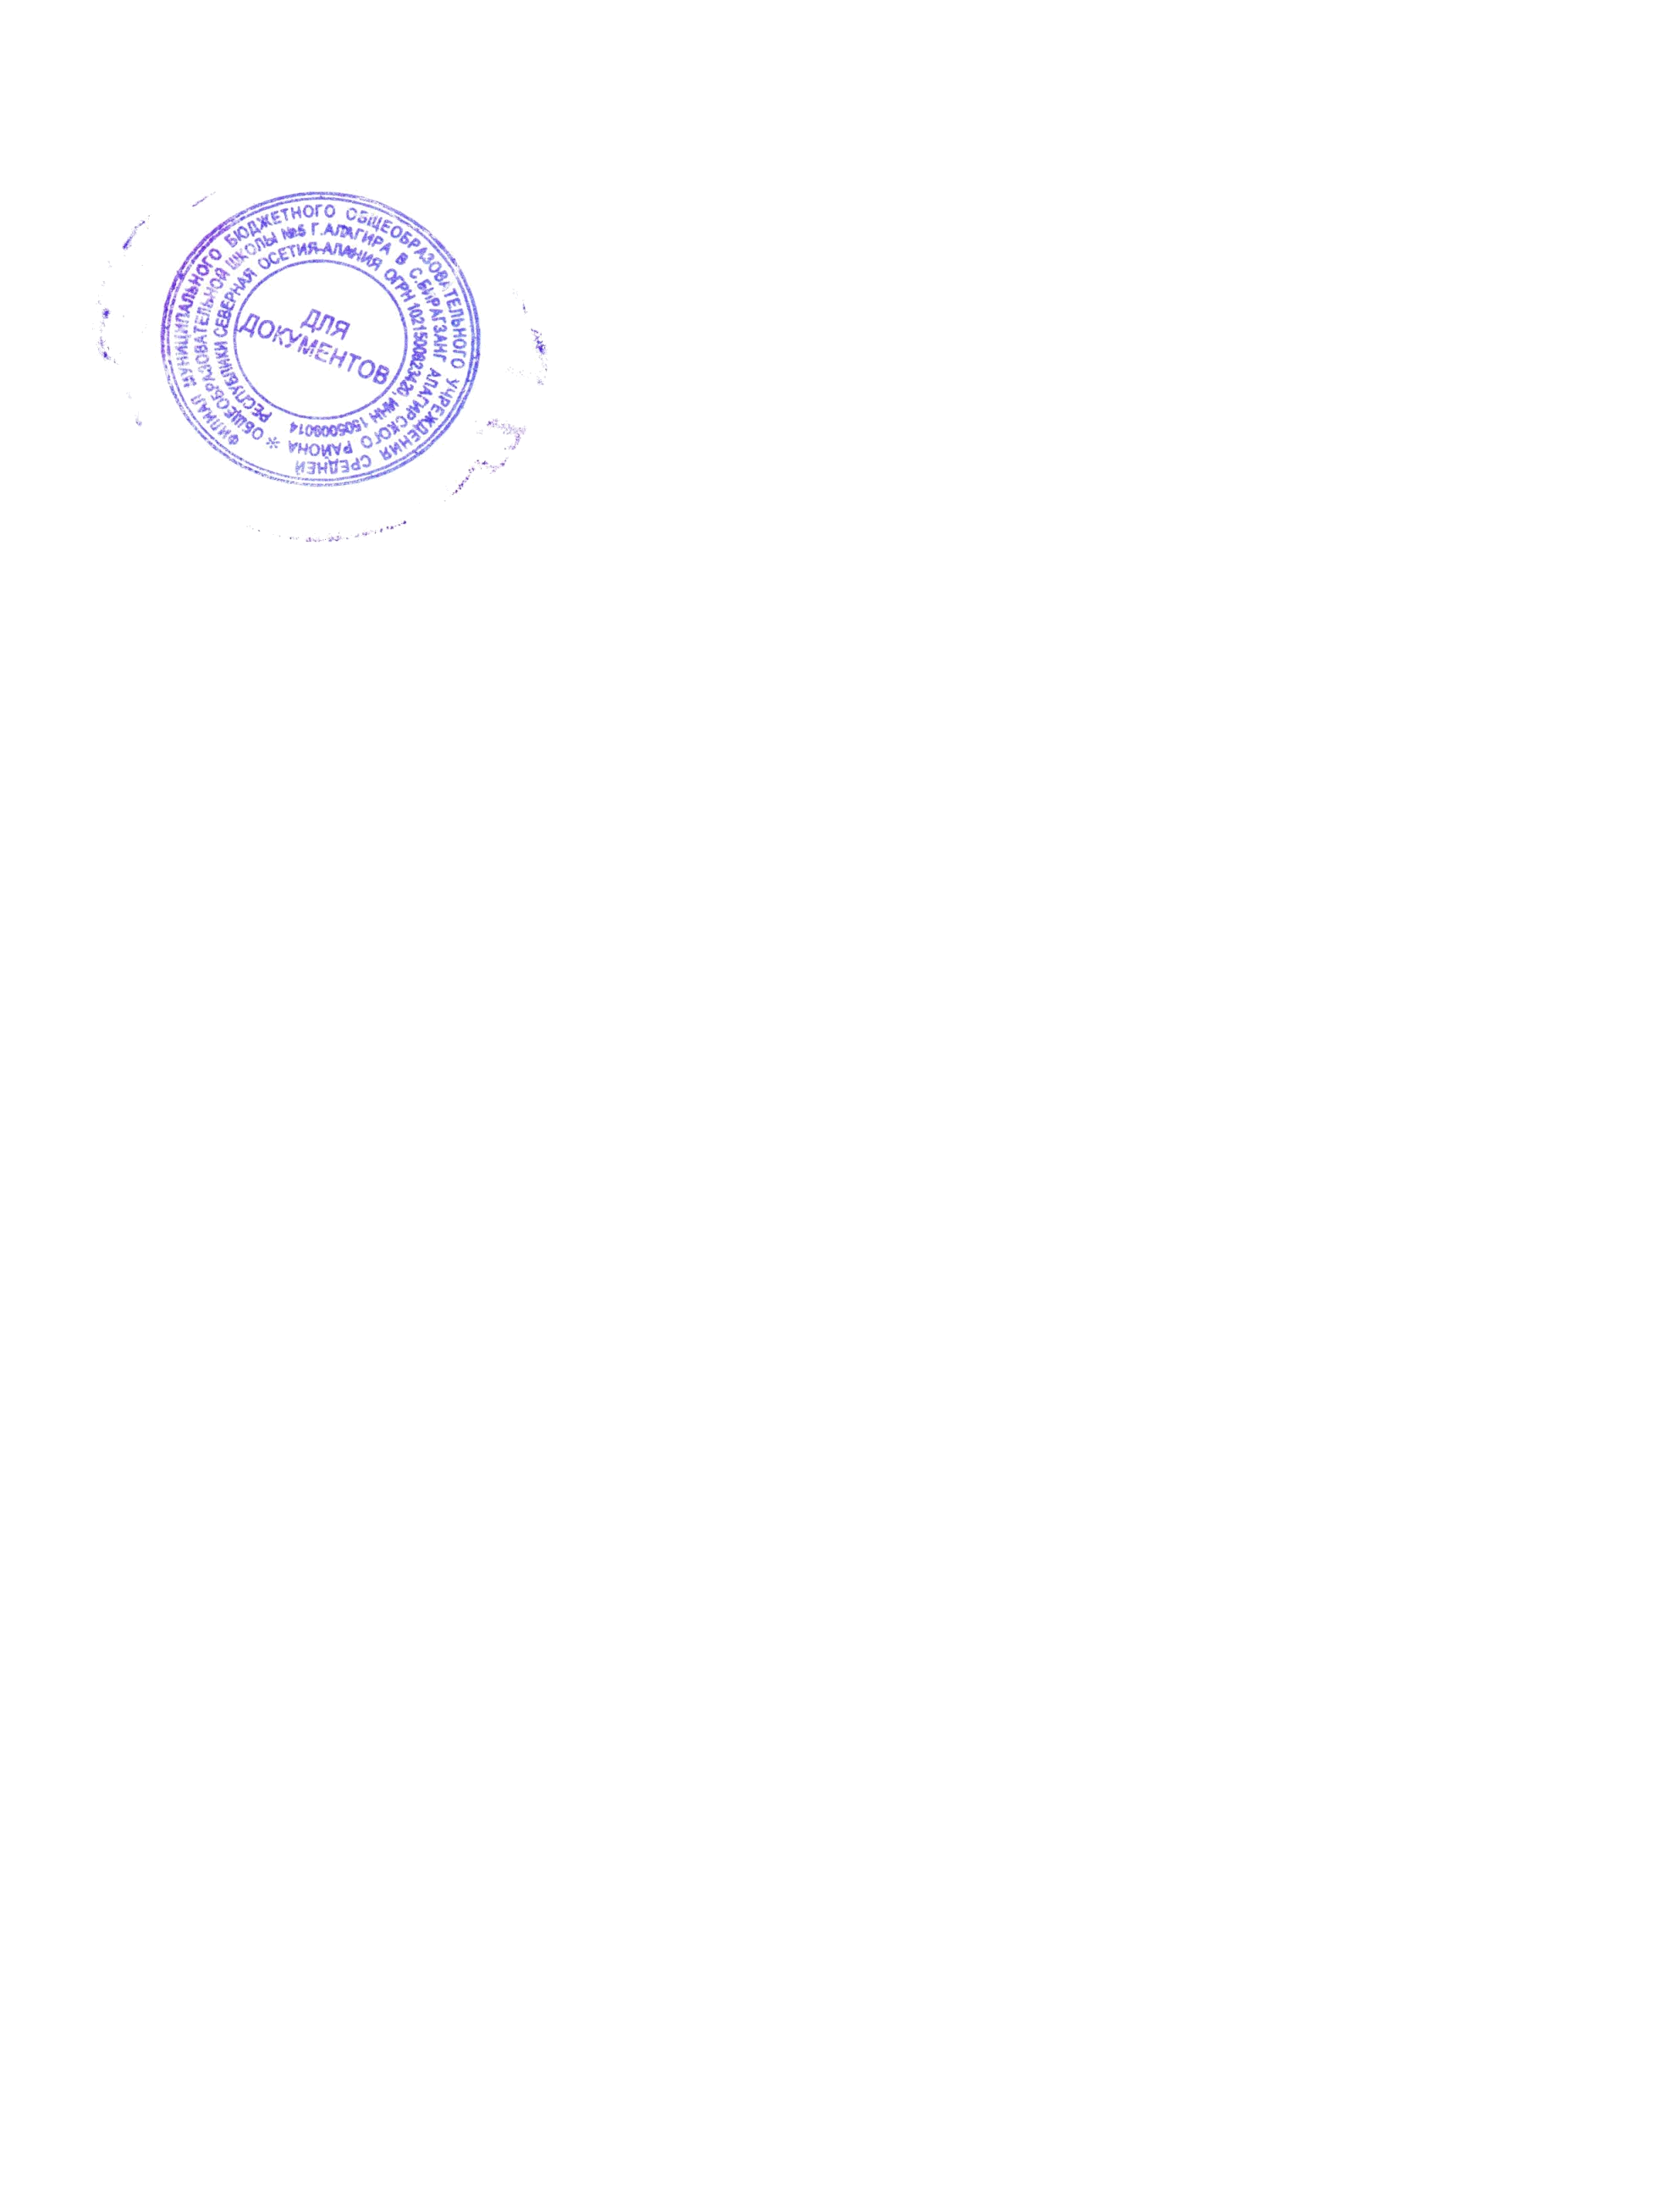 ФИЛИАЛ МУНИЦИПАЛЬНОГО БЮДЖЕТНОГО ОБЩЕОБРАЗОВАТЕЛЬНОГО УЧРЕЖДЕНИЯ СРЕДНЕЙ
ОБЩЕОБРАЗОВАТЕЛЬНОЙ ШКОЛЫ №5 Г.АЛАГИРА В С.БИРАГЗАНГ АЛАГИРСКОГО РАЙОНА *
РЕСПУБЛИКИ СЕВЕРНАЯ ОСЕТИЯ-АЛАНИЯ ОГРН ИНН 1505009014
ДЛЯ
ДОКУМЕНТОВ